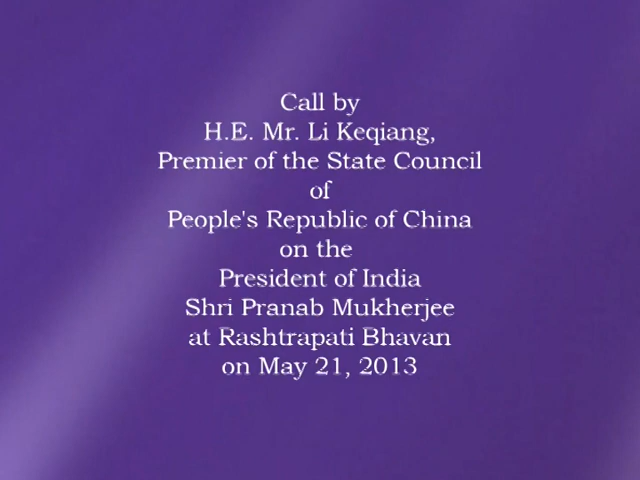 Call by
H.E. Mr. Li Keqiang,
Premier of the State Council
of
People's Republic of China
on the
President of India
Shri Pranab Mukherjee
at Rashtrapati Bhavan
on May 21, 2013